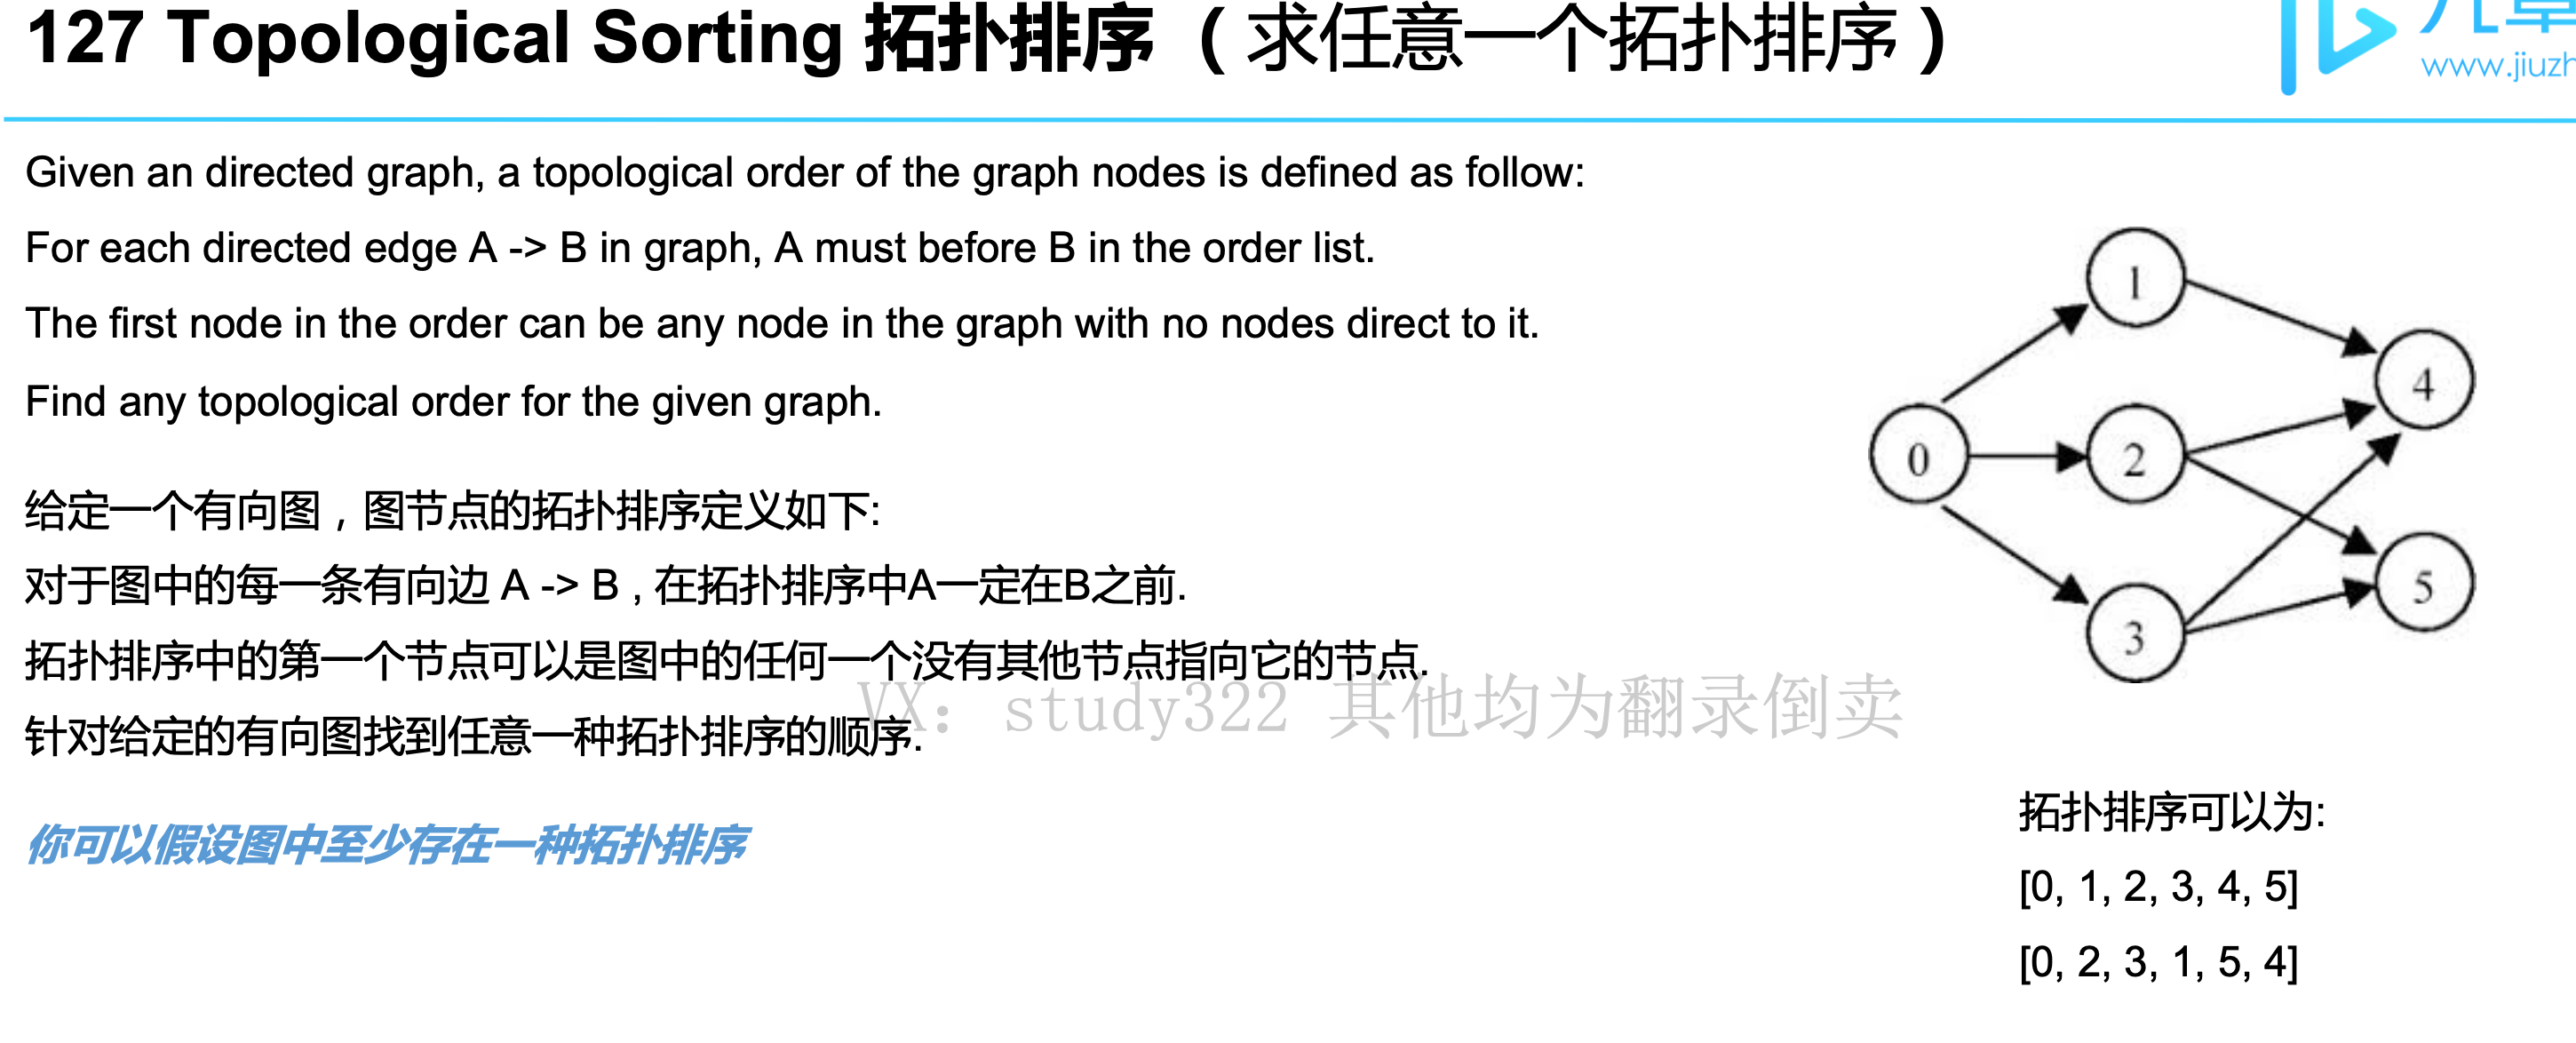 127 Topological Sorting 拓扑排序（求任意一个拓扑排序）
www.jiuzh
Given an directed graph, a topological order of the graph nodes is defined as follow:
For each directed edge A -> B in graph, A must before B in the order list.
The first node in the order can be any node in the graph with no nodes direct to it.
Find any topological order for the given graph.
给定一个有向图，图节点的拓扑排序定义如下:
对于图中的每一条有向边 A -> B , 在拓扑排序中A一定在B之前.
拓扑排序中的第一个节点可以是图中的任何一个没有其他节点指向它的节点.
针对给定的有向图找到任意一种拓扑排序的顺序.
VX: study322 其他均为翻录倒卖
你可以假设图中至少存在一种拓扑排序
1
4
0
2
5
3
拓扑排序可以为:
[0, 1, 2, 3, 4, 5]
[0, 2, 3, 1, 5, 4]